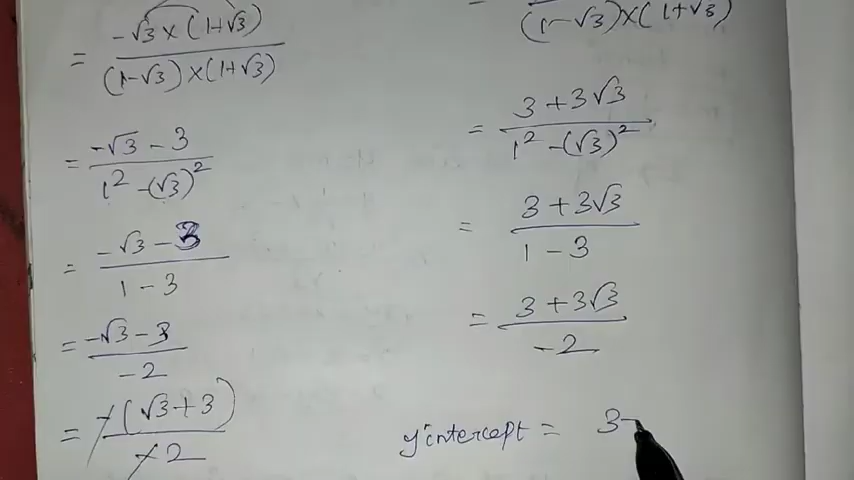 = -√3 × (1+√3) / (1-√3) × (1+√3)
= -√3 - 3 / 1² - (√3)²
= -√3 - 3 / 1 - 3
= -√3 - 3 / -2
= -(√3 + 3) / -2
(1-√3) × (1+√3)
= 3 + 3√3 / 1² - (√3)²
= 3 + 3√3 / 1 - 3
= 3 + 3√3 / -2
y intercept = 3